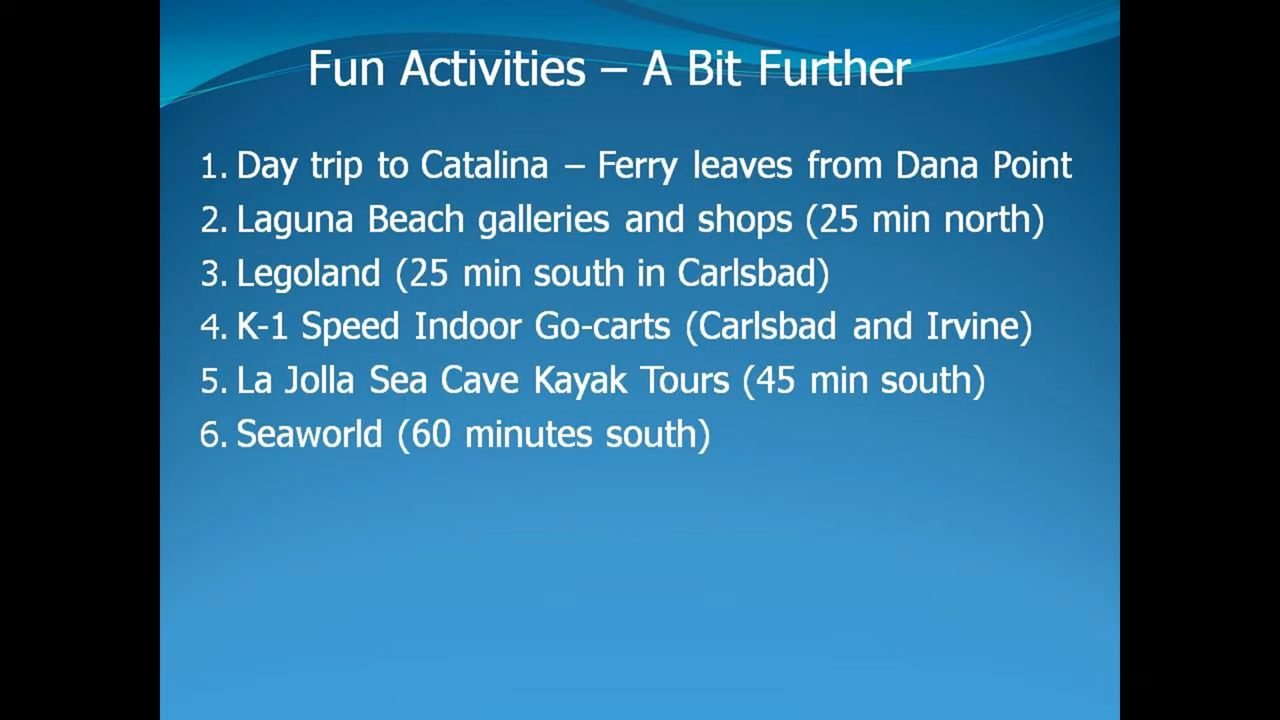 Fun Activities – A Bit Further
1. Day trip to Catalina – Ferry leaves from Dana Point
2. Laguna Beach galleries and shops (25 min north)
3. Legoland (25 min south in Carlsbad)
4. K-1 Speed Indoor Go-carts (Carlsbad and Irvine)
5. La Jolla Sea Cave Kayak Tours (45 min south)
6. Seaworld (60 minutes south)